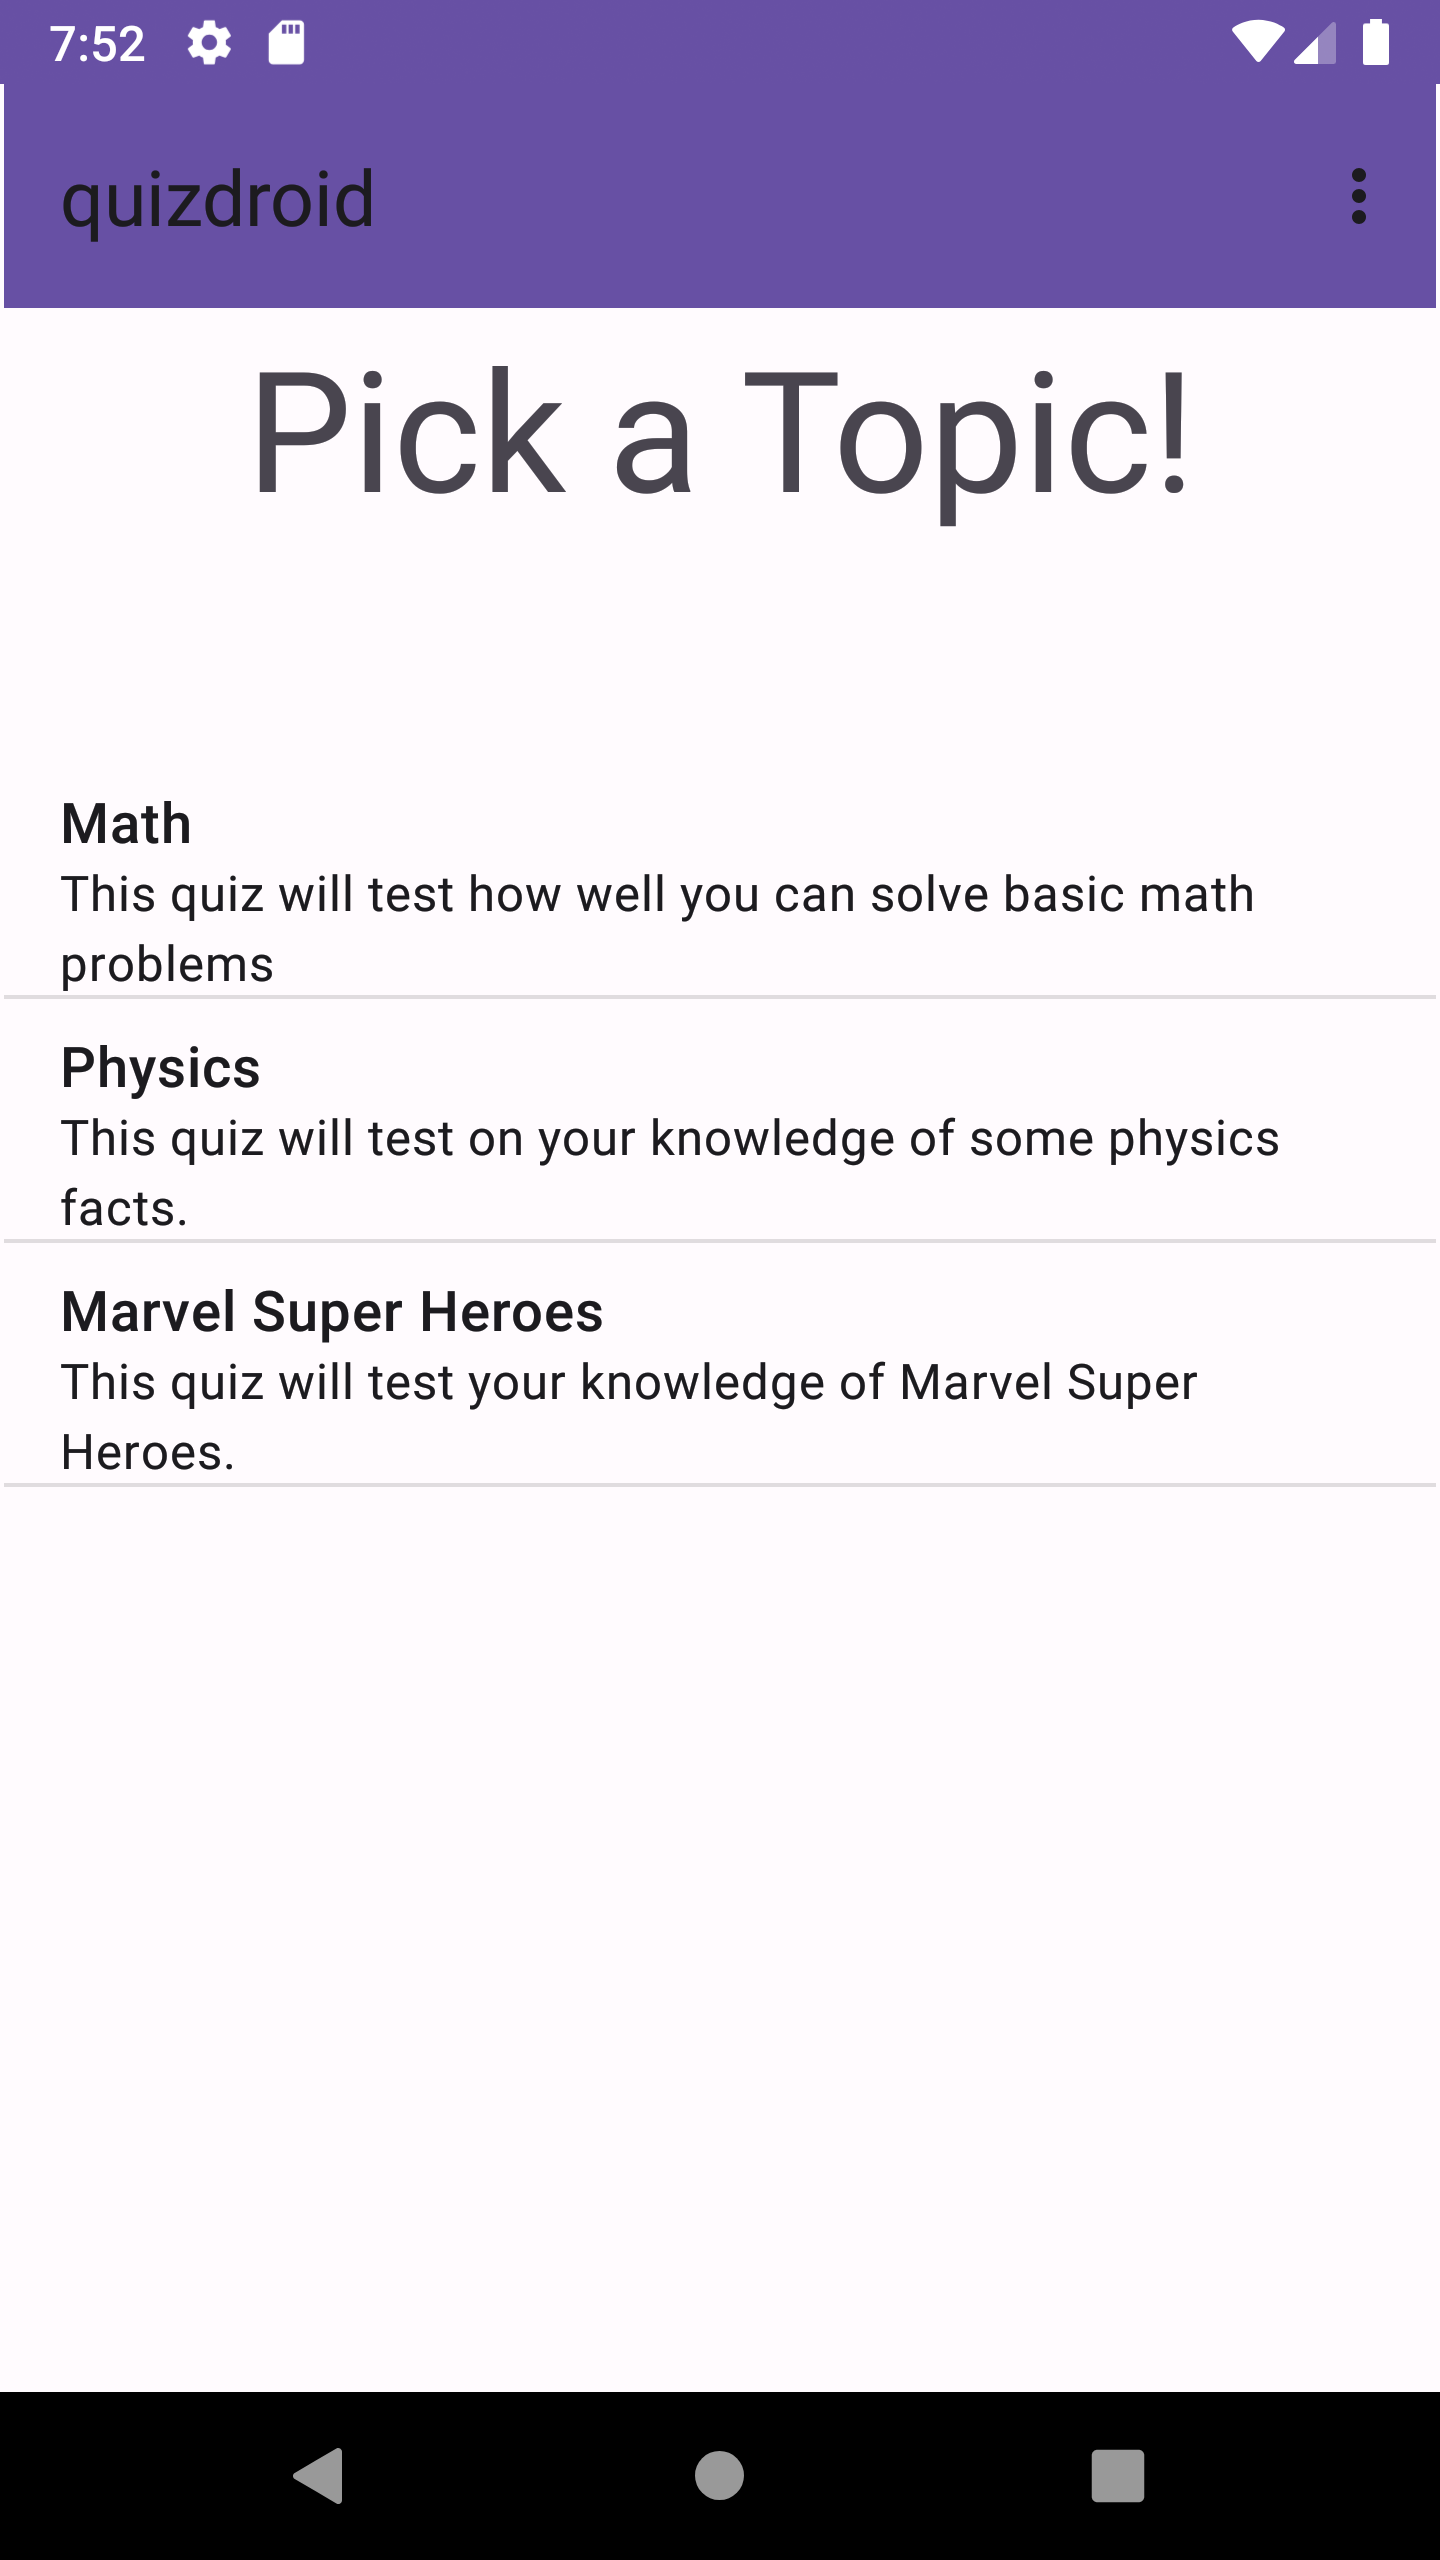 7:52
quizdroid
Pick a Topic!
Math
This quiz will test how well you can solve basic math
problems
Physics
This quiz will test on your knowledge of some physics
facts.
Marvel Super Heroes
This quiz will test your knowledge of Marvel Super
Heroes.